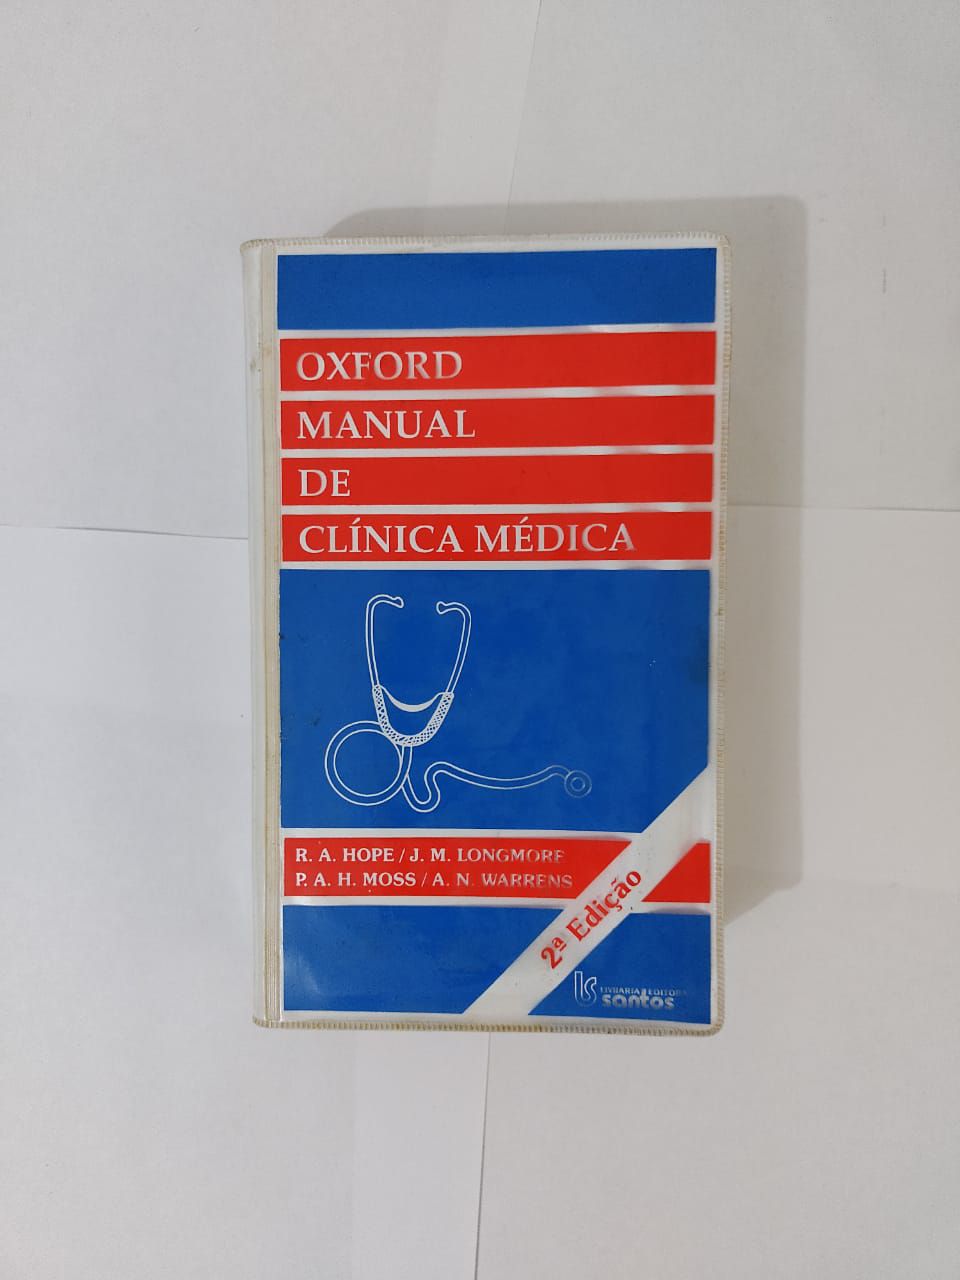 OXFORD
MANUAL
DE
CLÍNICA MÉDICA
R. A. HOPE / J. M. LONGMORE
P. A. H. MOSS / A. N. WARRENS
2ª Edição
LIVRARIA EDITORA
santos